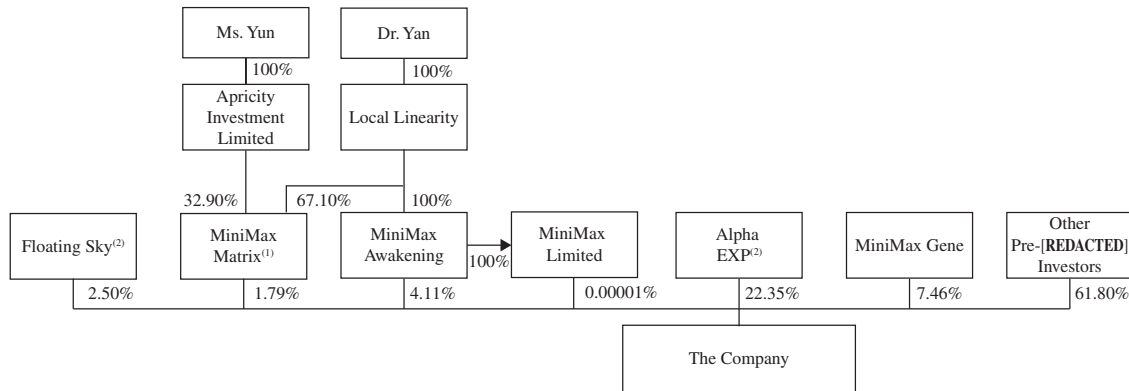 Ms. Yun
Dr. Yan
100%
100%
Apricity
Investment
Limited
Local Linearity
32.90%
67.10%
100%
Floating Sky(2)
MiniMax
Matrix(1)
MiniMax
Awakening
100%
MiniMax
Limited
Alpha
EXP(2)
MiniMax Gene
Other
Pre-[REDACTED]
Investors
2.50%
1.79%
4.11%
0.00001%
22.35%
7.46%
61.80%
The Company